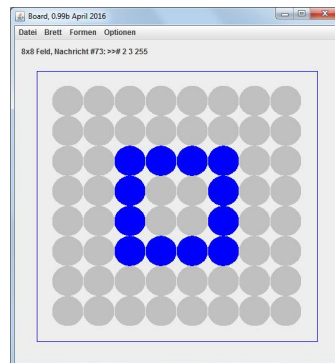 Board, 0.99b April 2016
Datei Brett Formen Optionen
8x8 Feld, Nachricht #73: >># 2 3 255